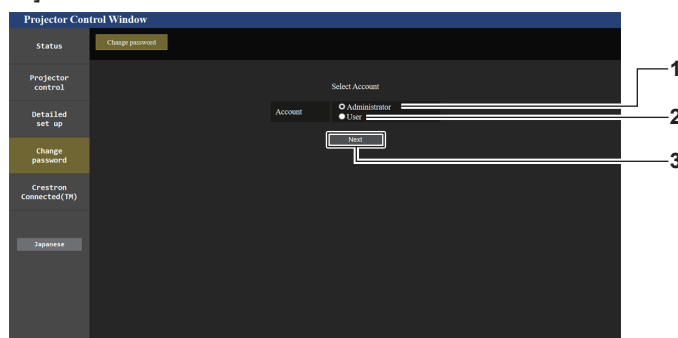 Projector Control Window
Status
Change password
Projector
control
Detailed
set up
Change
password
Crestron
Connected(TM)
Japanese
Select Account
Account
Administrator
User
Next
1
2
3